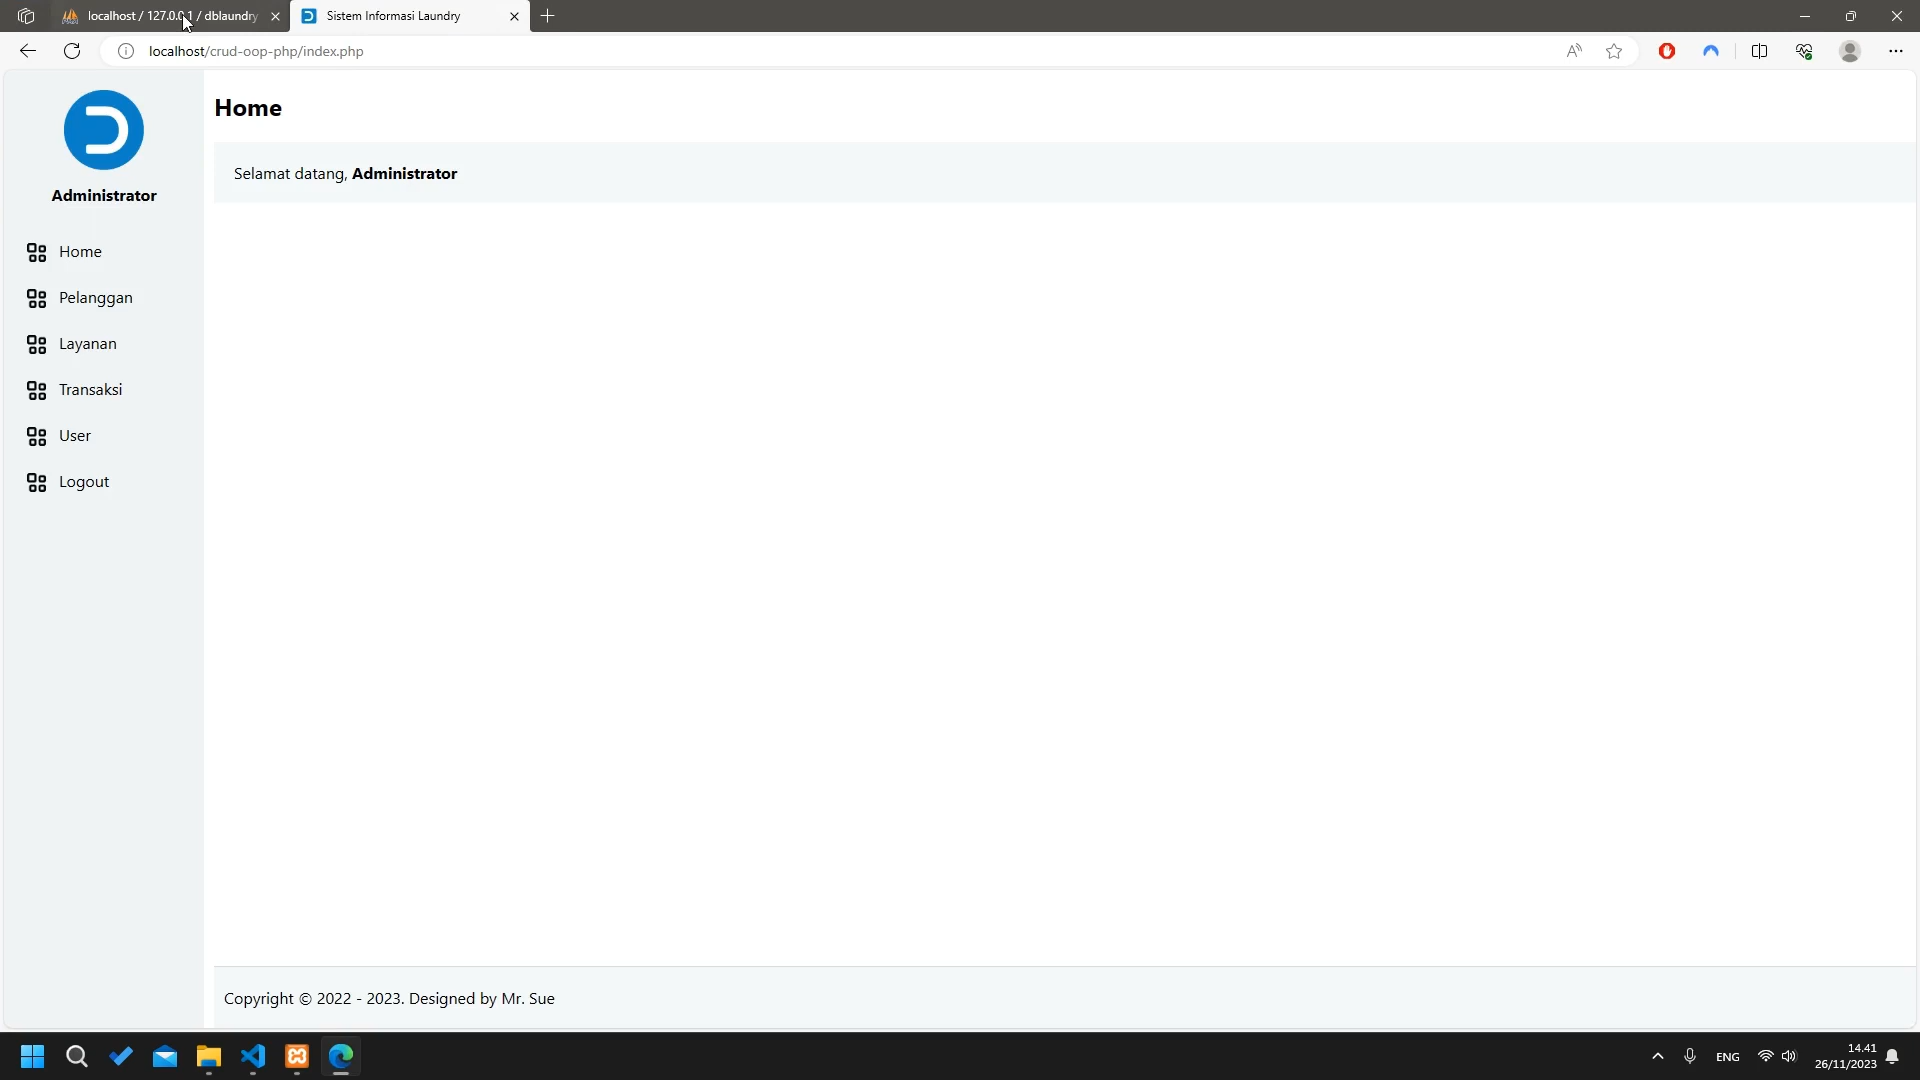 localhost / 127.0.0.1 / dblaundry
Sistem Informasi Laundry
localhost/crud-oop-php/index.php
Administrator
Home
Pelanggan
Layanan
Transaksi
User
Logout
Home
Selamat datang, Administrator
Copyright © 2022 - 2023. Designed by Mr. Sue
ENG
14.41
26/11/2023